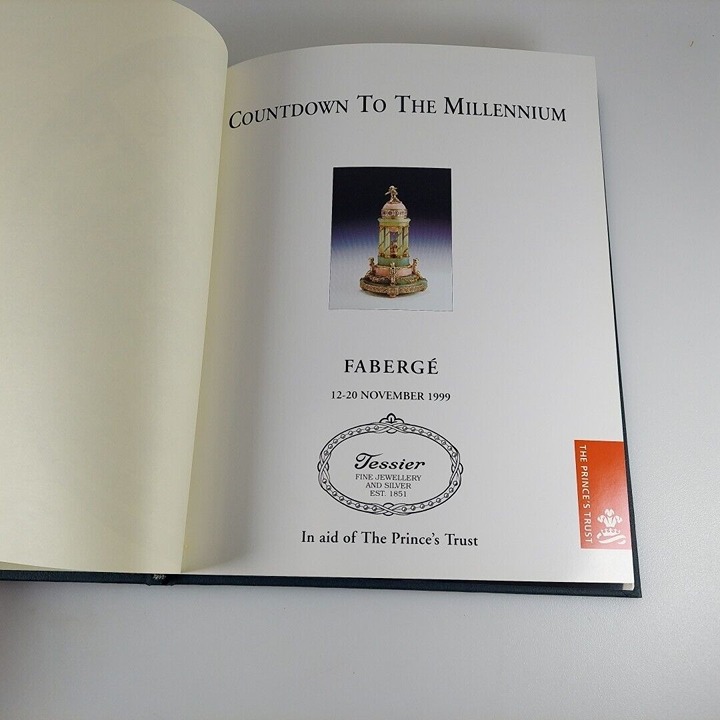 COUNTDOWN TO THE MILLENNIUM
FABERGÉ
12-20 NOVEMBER 1999
Tessier
FINE JEWELLERY
AND SILVER
EST. 1851
In aid of The Prince's Trust
THE PRINCE'S TRUST